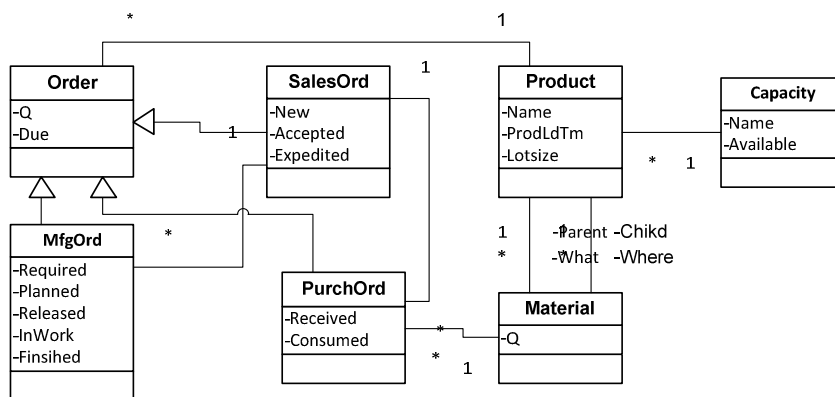 * 1
Order
-Q
-Due
SalesOrd
-New
-Accepted
-Expedited
1
1
Product
-Name
-ProdLdTm
-Lotsize
Capacity
-Name
-Available
* 1
MfgOrd
-Required
-Planned
-Released
-InWork
-Finsihed
*
PurchOrd
-Received
-Consumed
1 -Parent -Chikd
* -What -Where
Material
-Q
*
*
1